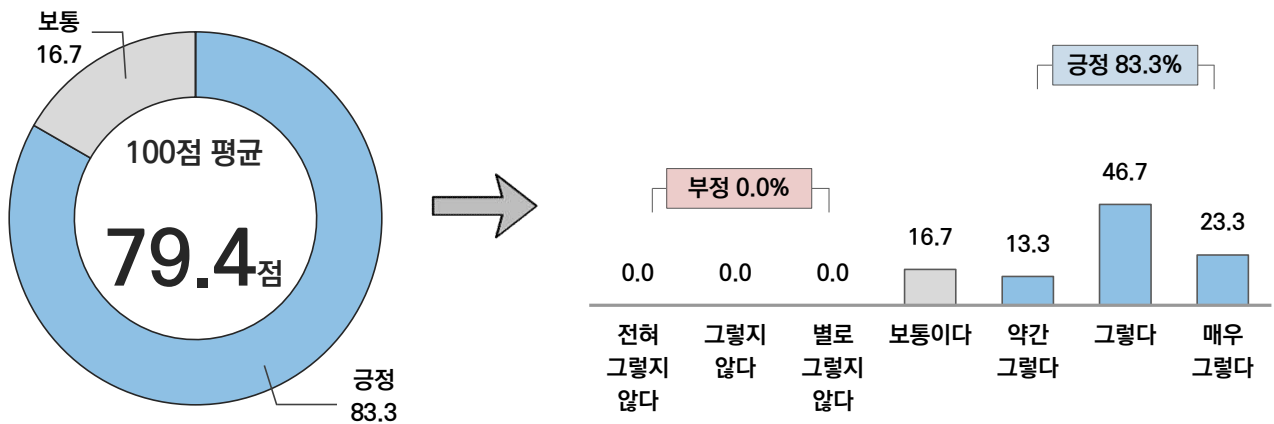 보통
16.7
100점 평균
79.4점
긍정
83.3
긍정 83.3%
부정 0.0%
0.0
0.0
0.0
16.7
13.3
46.7
23.3
전혀
그렇지
않다
그렇지
않다
별로
그렇지
않다
보통이다
약간
그렇다
그렇다
매우
그렇다